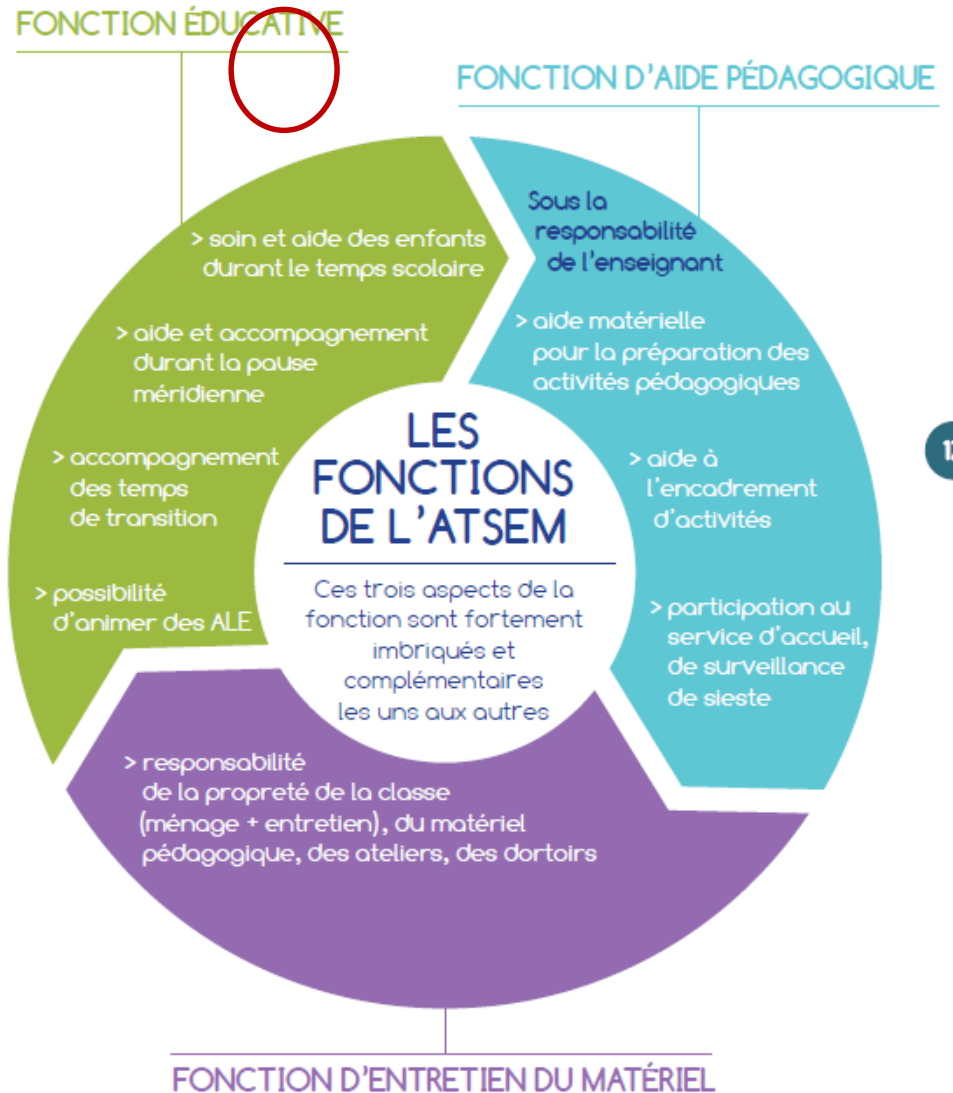 FONCTION ÉDUCATIVE
FONCTION D'AIDE PÉDAGOGIQUE
> soin et aide des enfants
durant le temps scolaire
> aide et accompagnement
durant la pause
méridienne
> accompagnement
des temps
de transition
> possibilité
d'animer des ALE
Sous la
responsabilité
de l'enseignant
> aide matérielle
pour la préparation des
activités pédagogiques
> aide à
l'encadrement
d'activités
> participation au
service d'accueil,
de surveillance
de sieste
LES
FONCTIONS
DE L'ATSEM
Ces trois aspects de la
fonction sont fortement
imbriqués et
complémentaires
les uns aux autres
> responsabilité
de la propreté de la classe
(ménage + entretien), du matériel
pédagogique, des ateliers, des dortoirs
FONCTION D'ENTRETIEN DU MATÉRIEL